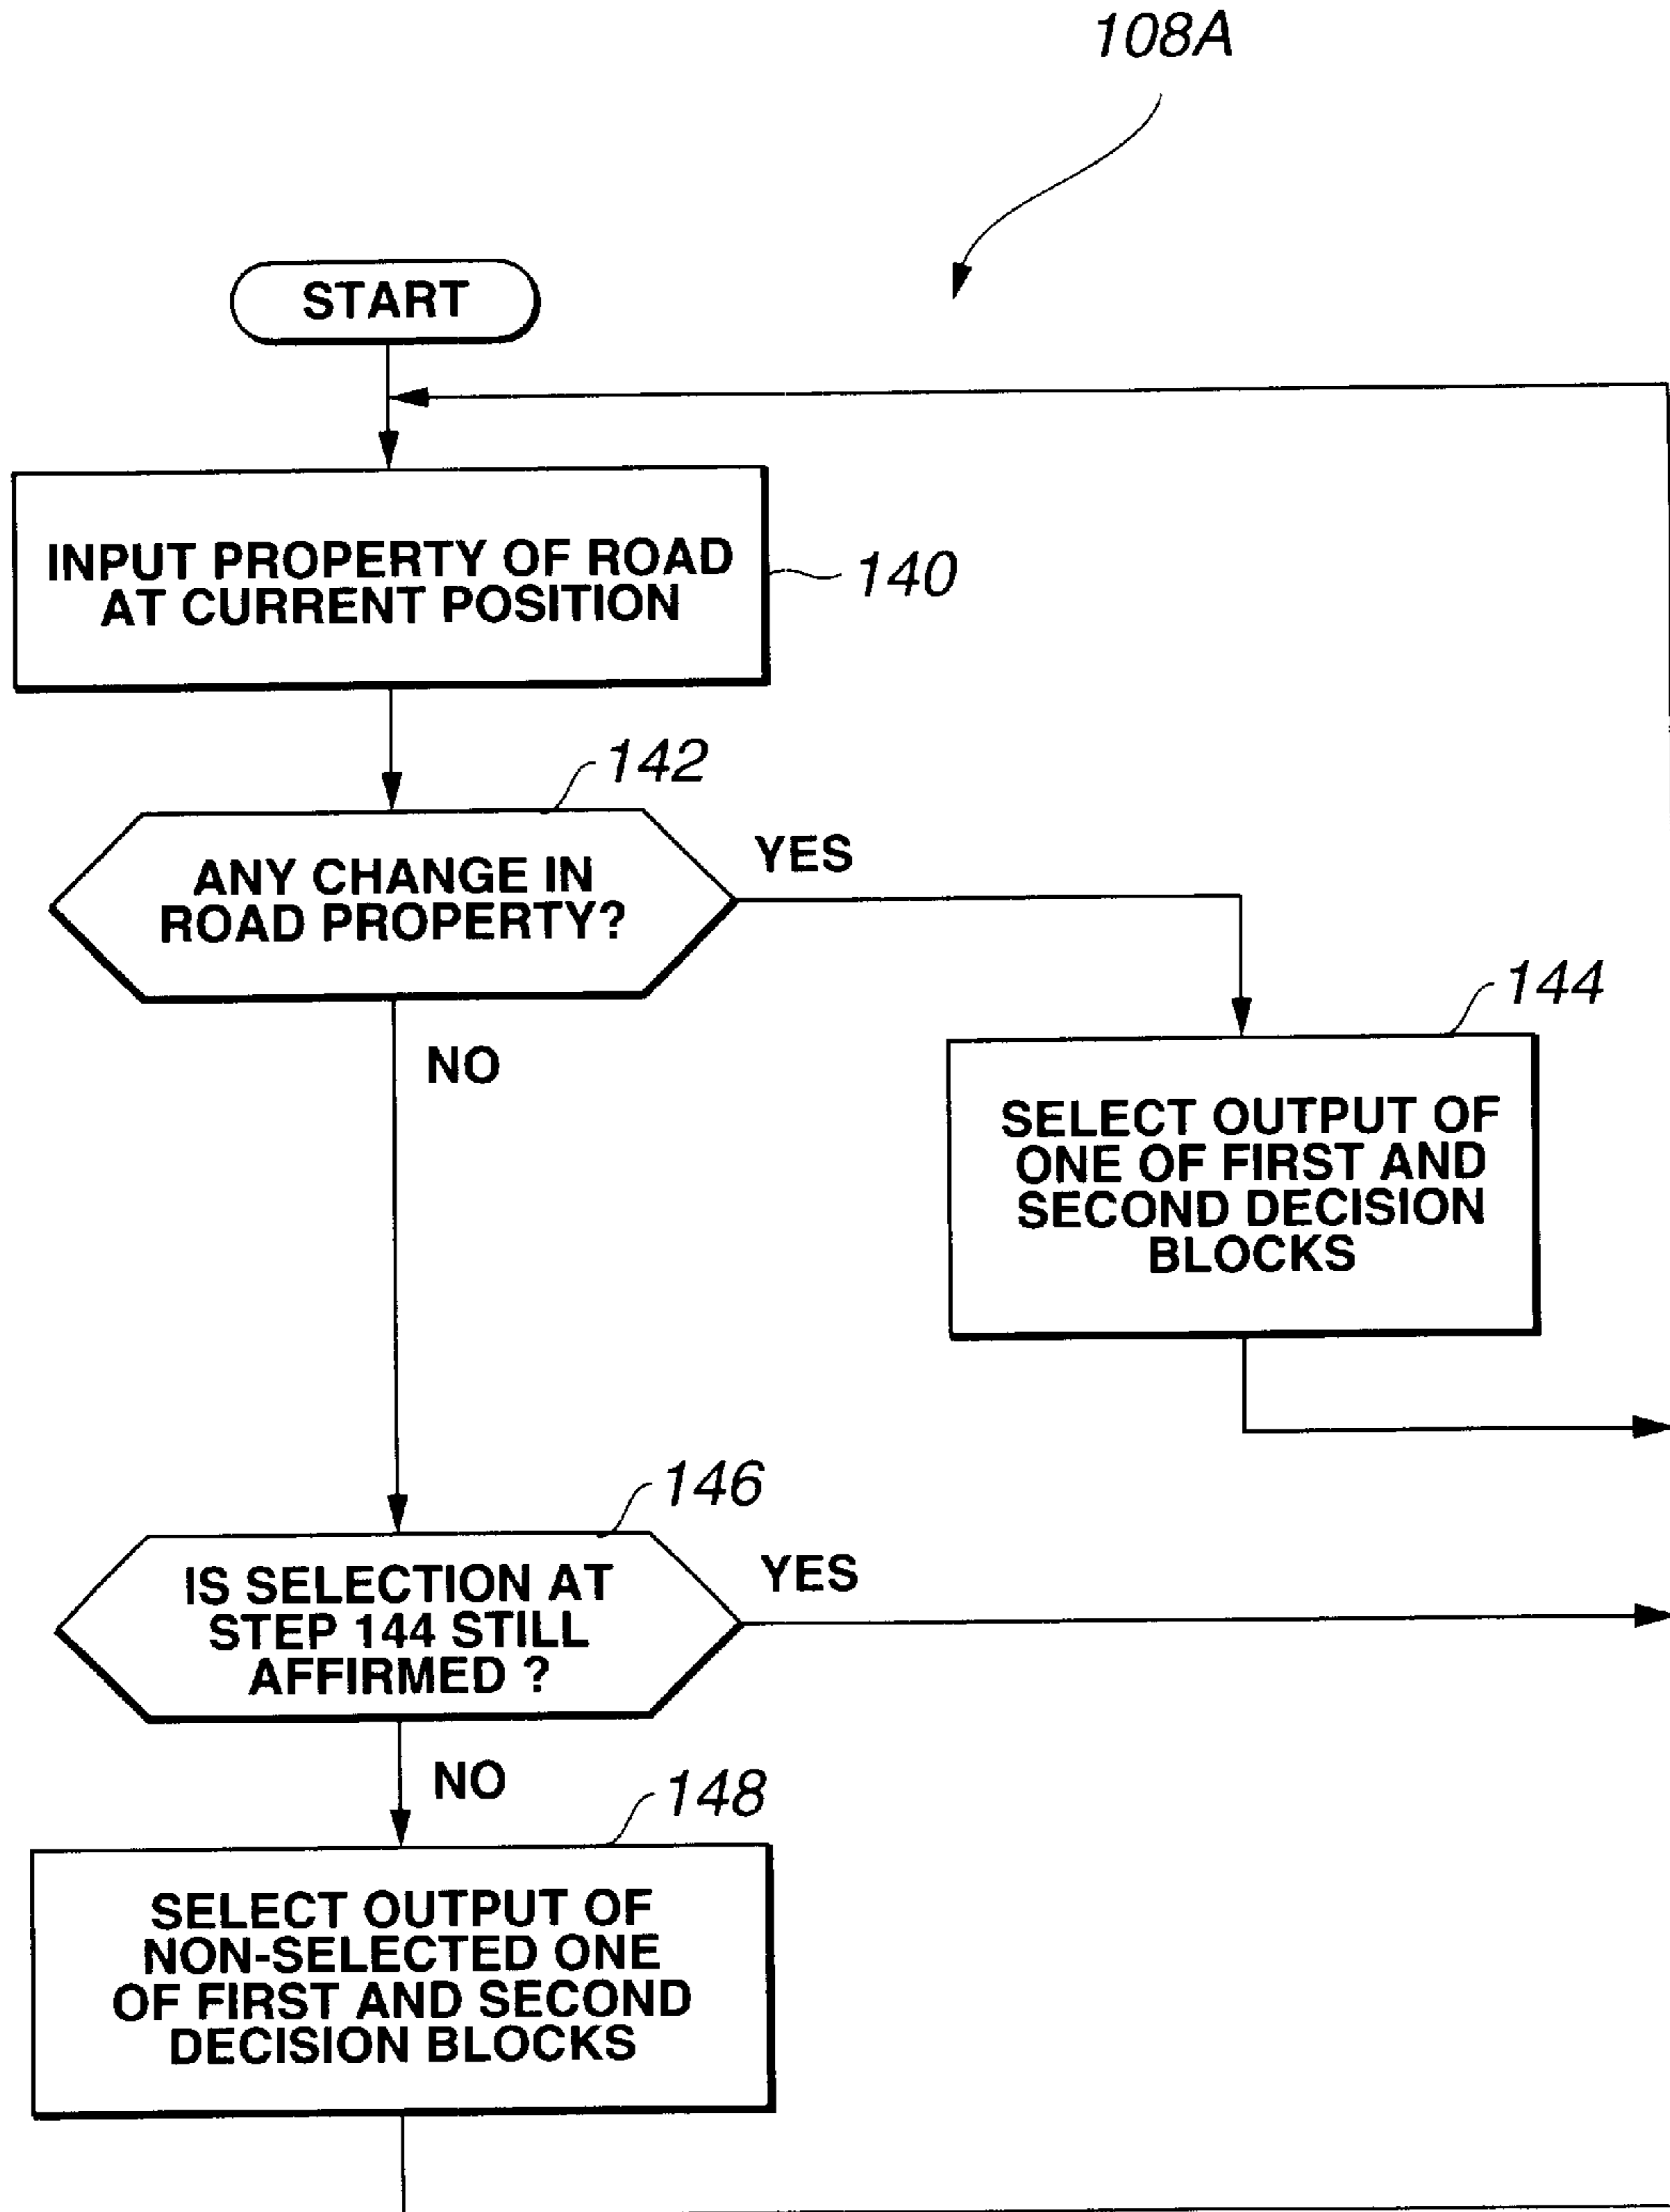 108A
START
INPUT PROPERTY OF ROAD
AT CURRENT POSITION
140
142
ANY CHANGE IN
ROAD PROPERTY?
YES
NO
144
SELECT OUTPUT OF
ONE OF FIRST AND
SECOND DECISION
BLOCKS
146
IS SELECTION AT
STEP 144 STILL
AFFIRMED ?
YES
NO
148
SELECT OUTPUT OF
NON-SELECTED ONE
OF FIRST AND SECOND
DECISION BLOCKS